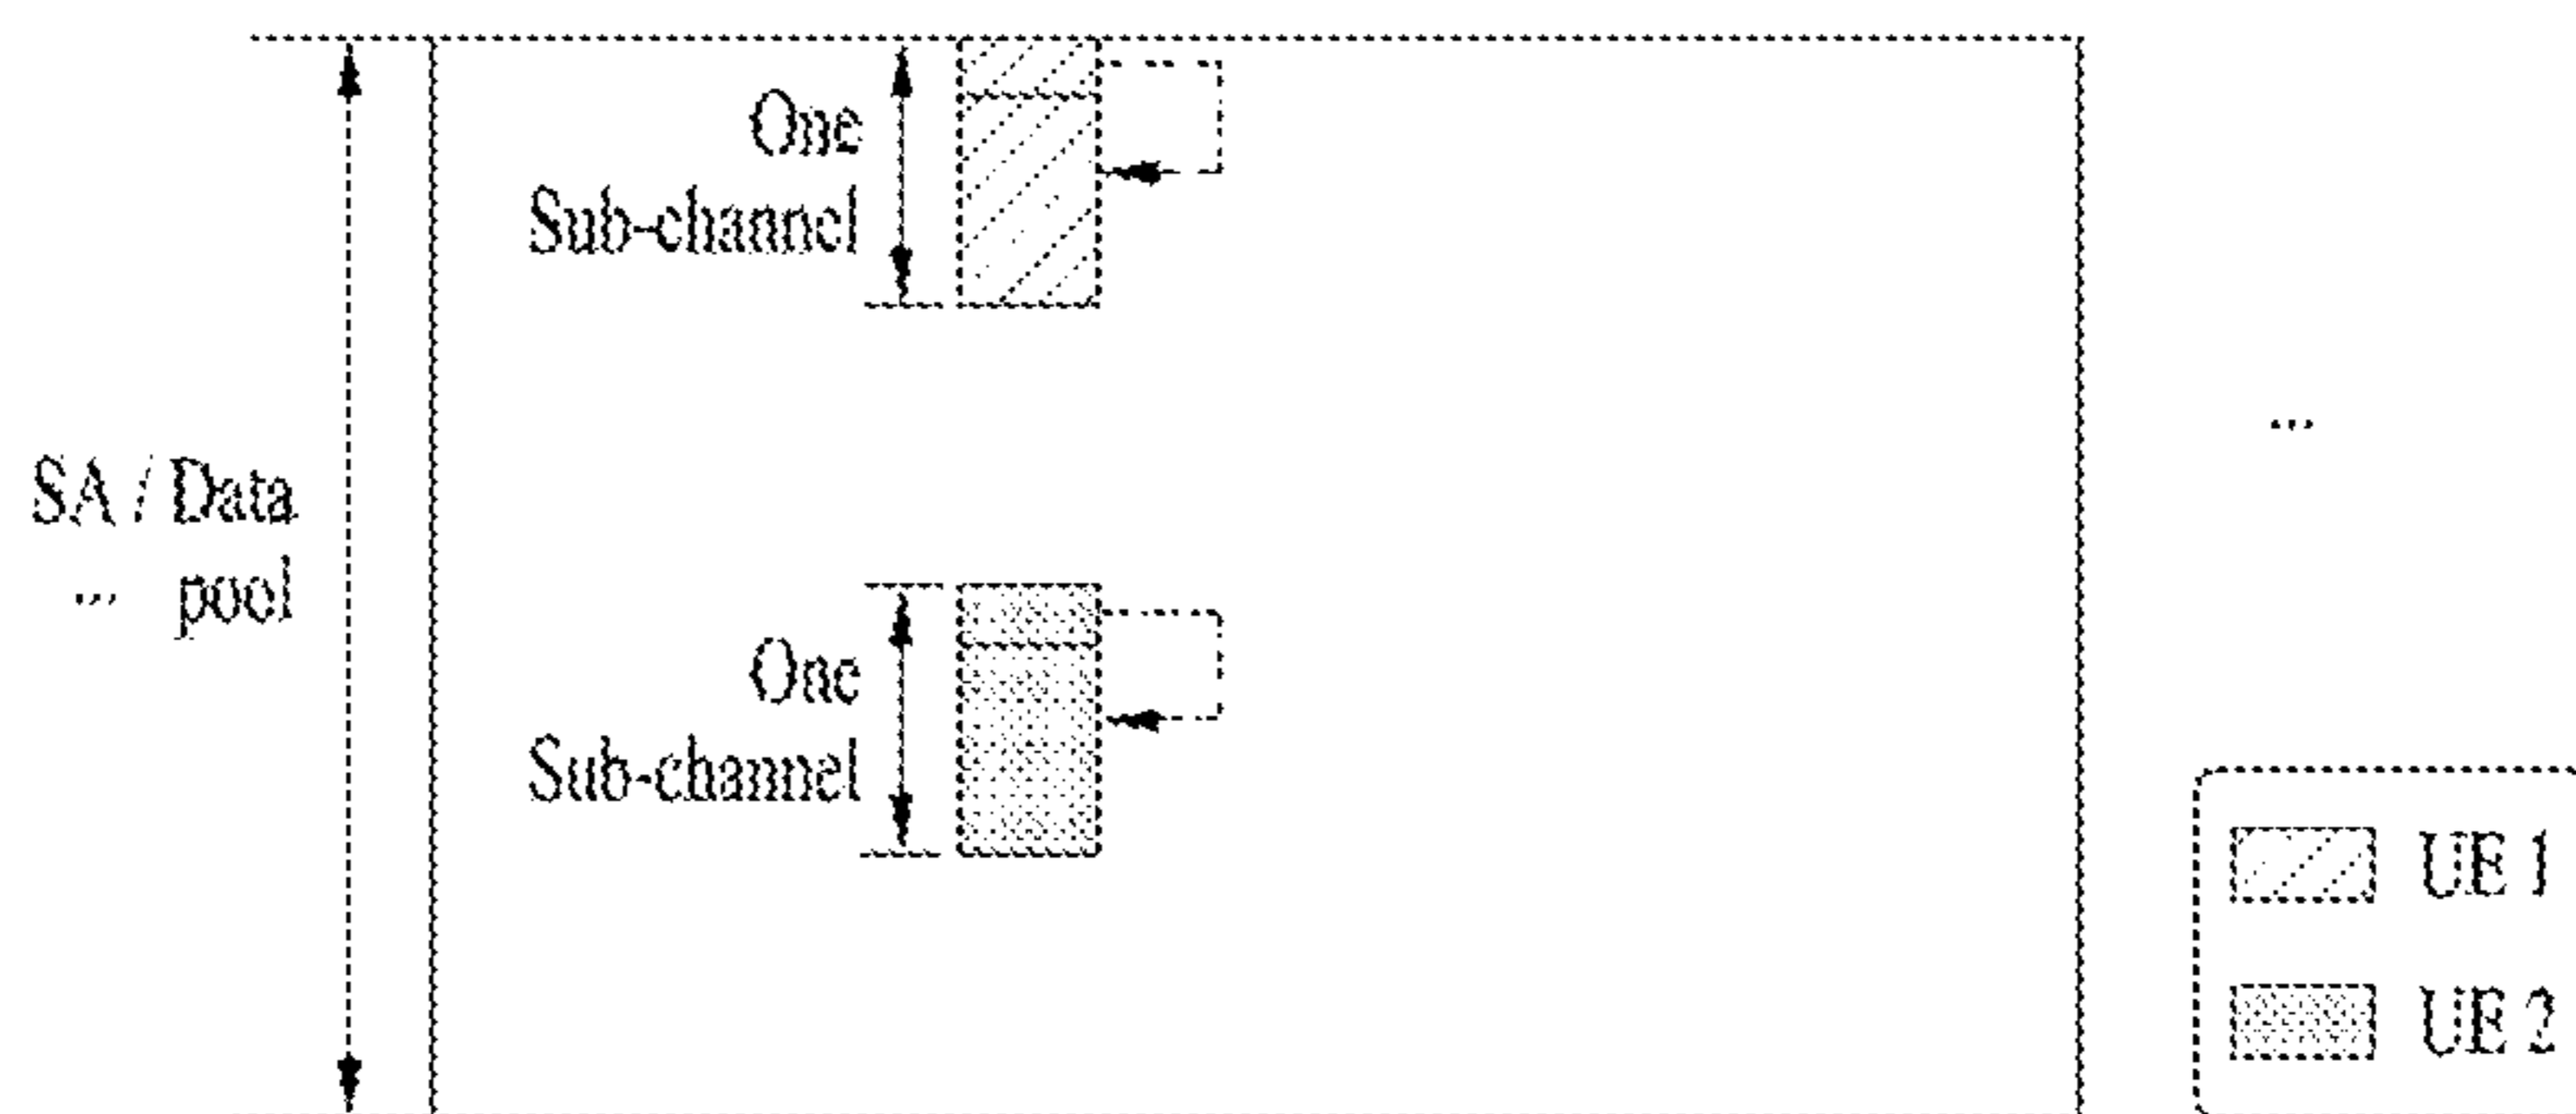 One
Sub-channel
...
SA / Data
... pool
One
Sub-channel
UE 1
UE 2